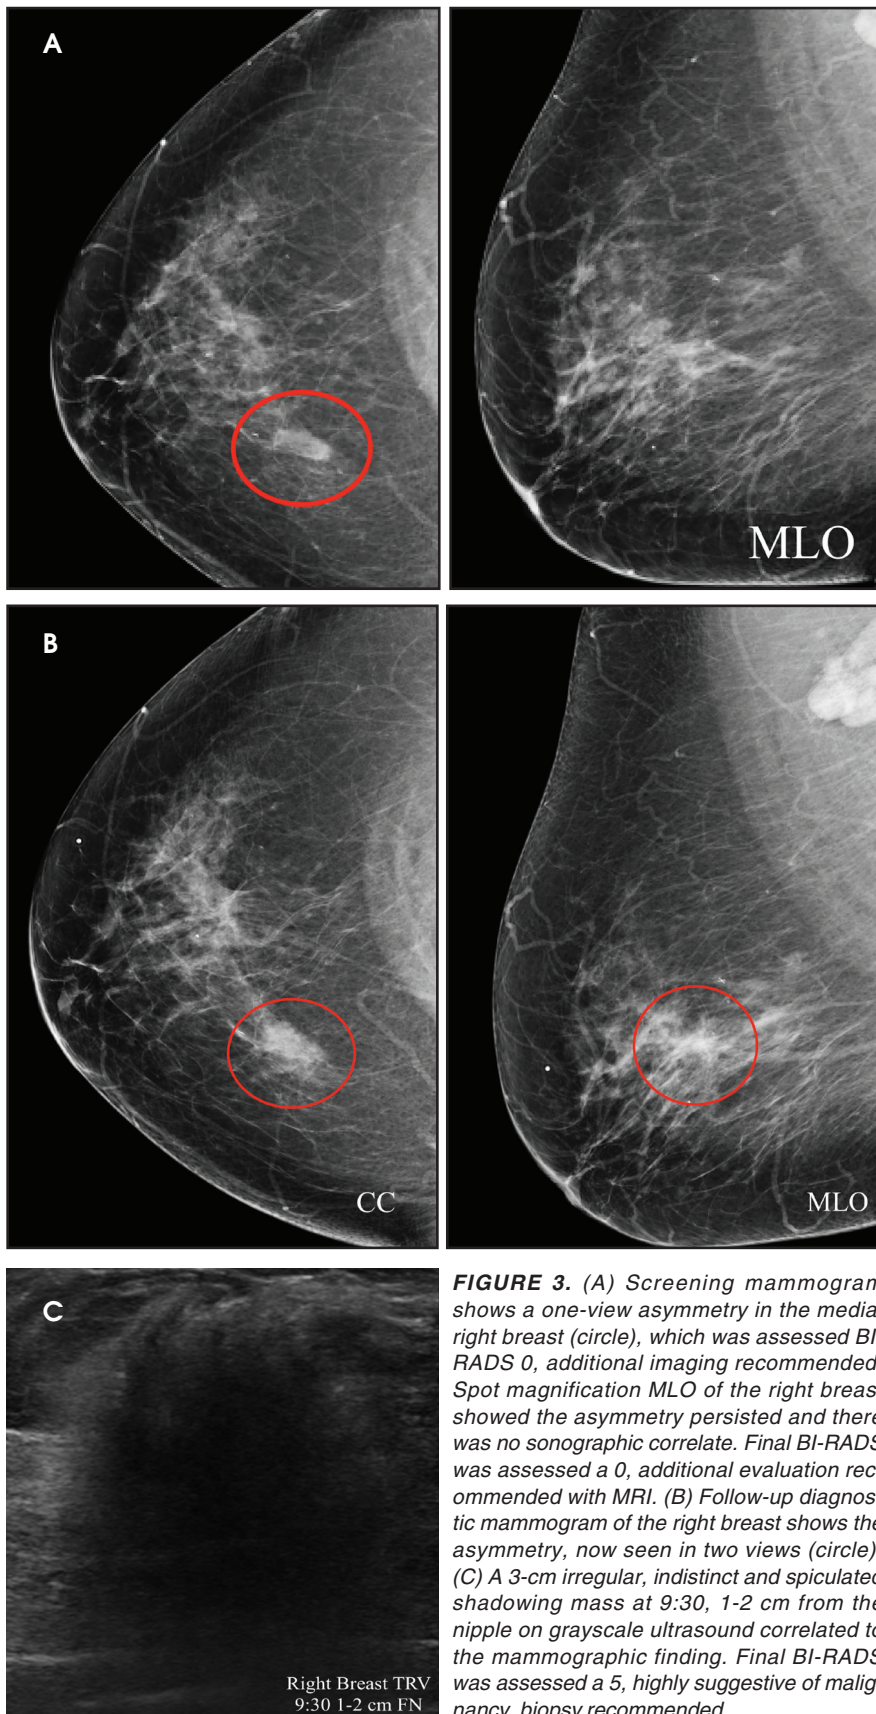 A
MLO
B
CC
MLO
C
Right Breast TRV
9:30 1-2 cm FN
FIGURE 3. (A) Screening mammogram
shows a one-view asymmetry in the media
right breast (circle), which was assessed BI
RADS 0, additional imaging recommended
Spot magnification MLO of the right breas
showed the asymmetry persisted and there
was no sonographic correlate. Final BI-RADS
was assessed a 0, additional evaluation rec
ommended with MRI. (B) Follow-up diagnos
tic mammogram of the right breast shows the
asymmetry, now seen in two views (circle)
(C) A 3-cm irregular, indistinct and spiculated
shadowing mass at 9:30, 1-2 cm from the
nipple on grayscale ultrasound correlated to
the mammographic finding. Final BI-RADS
was assessed a 5, highly suggestive of malig
nancy, biopsy recommended